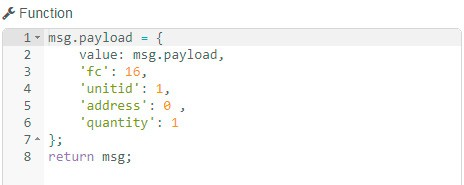 Function
1 msg.payload = {
2     value: msg.payload,
3     'fc': 16,
4     'unitid': 1,
5     'address': 0 ,
6     'quantity': 1
7 };
8 return msg;